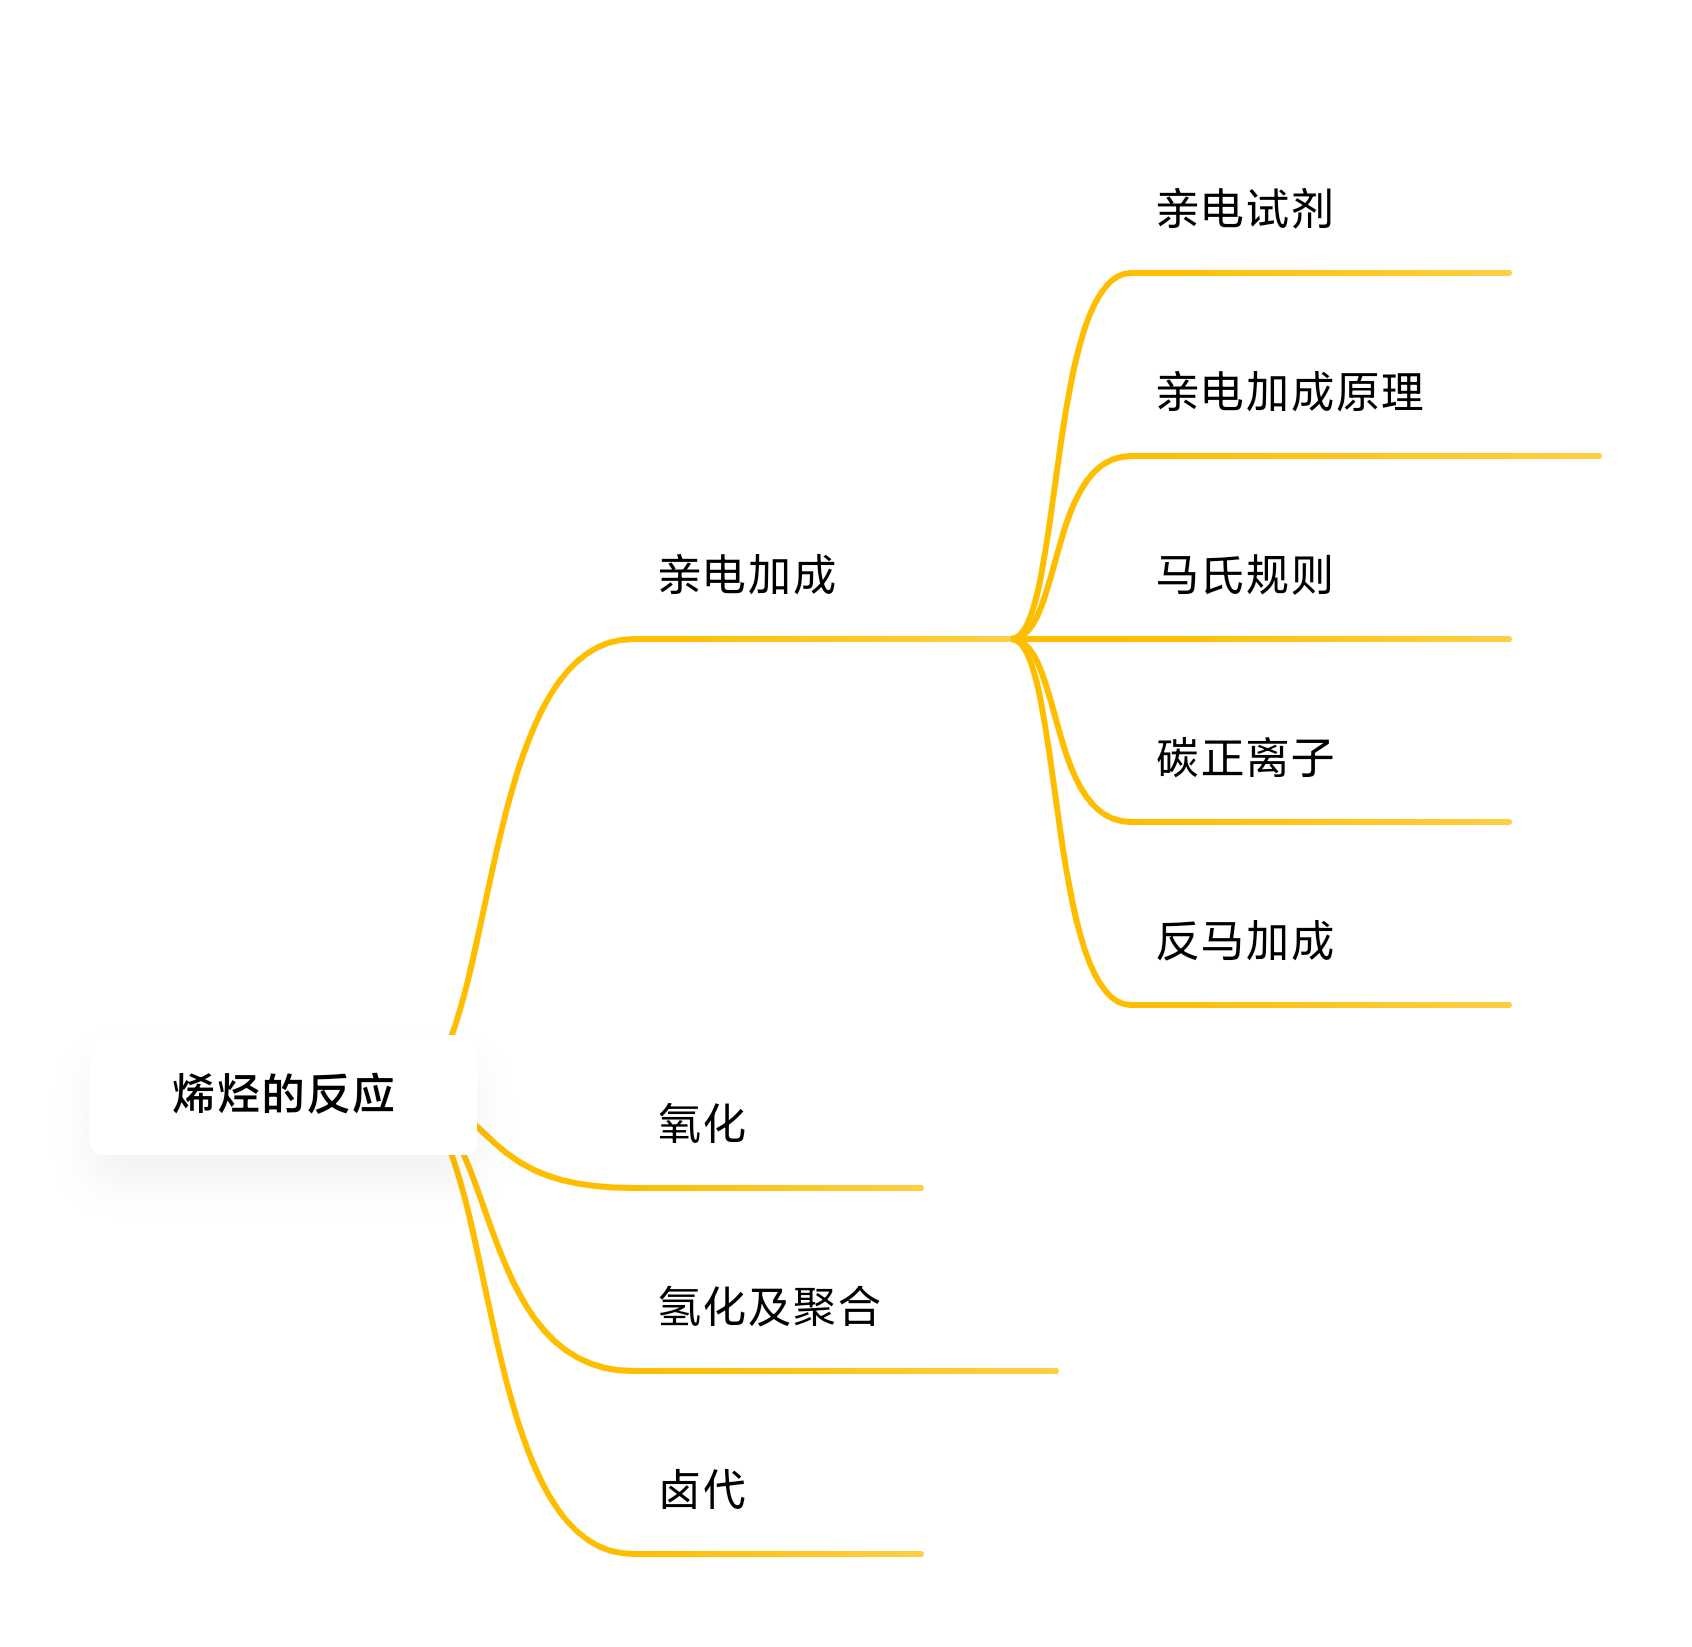 亲电试剂
亲电加成原理
亲电加成
马氏规则
碳正离子
反马加成
烯烃的反应
氧化
氢化及聚合
卤代